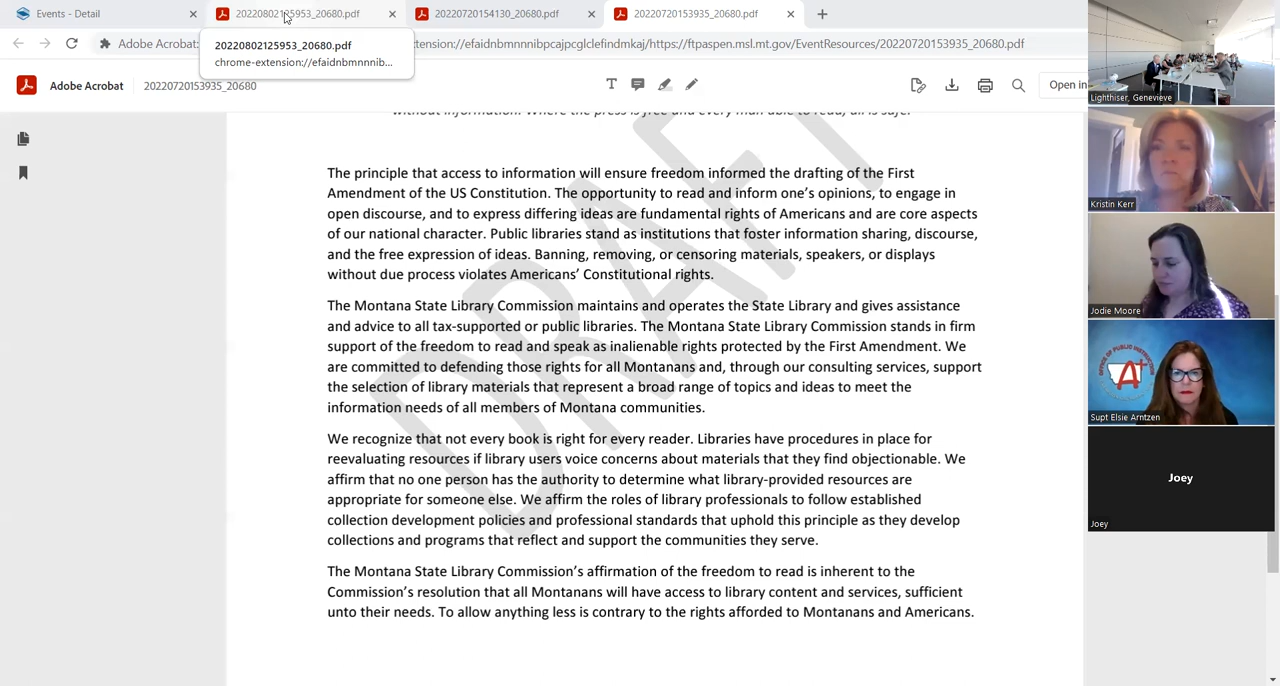 Events - Detail
20220802125953_20680.pdf
20220720154130_20680.pdf
20220720153935_20680.pdf
Adobe Acrobat:
20220802125953_20680.pdf
chrome-extension://efaidnbmnnnib...
tension://efaidnbmnnnibpcajpcglclefindmkaj/https://ftpaspen.msl.mt.gov/EventResources/20220720153935_20680.pdf
Adobe Acrobat
20220720153935_20680
Open in
without information. Where the press is free and every man able to read, all is safe.
The principle that access to information will ensure freedom informed the drafting of the First
Amendment of the US Constitution. The opportunity to read and inform one's opinions, to engage in
open discourse, and to express differing ideas are fundamental rights of Americans and are core aspects
of our national character. Public libraries stand as institutions that foster information sharing, discourse,
and the free expression of ideas. Banning, removing, or censoring materials, speakers, or displays
without due process violates Americans' Constitutional rights.
The Montana State Library Commission maintains and operates the State Library and gives assistance
and advice to all tax-supported or public libraries. The Montana State Library Commission stands in firm
support of the freedom to read and speak as inalienable rights protected by the First Amendment. We
are committed to defending those rights for all Montanans and, through our consulting services, support
the selection of library materials that represent a broad range of topics and ideas to meet the
information needs of all members of Montana communities.
We recognize that not every book is right for every reader. Libraries have procedures in place for
reevaluating resources if library users voice concerns about materials that they find objectionable. We
affirm that no one person has the authority to determine what library-provided resources are
appropriate for someone else. We affirm the roles of library professionals to follow established
collection development policies and professional standards that uphold this principle as they develop
collections and programs that reflect and support the communities they serve.
The Montana State Library Commission's affirmation of the freedom to read is inherent to the
Commission's resolution that all Montanans will have access to library content and services, sufficient
unto their needs. To allow anything less is contrary to the rights afforded to Montanans and Americans.
DRAFT
Lighthiser, Genevieve
Kristin Kerr
Jodie Moore
OFFICE OF PUBLIC INSTRUCTION
Supt Elsie Arntzen
Joey
Joey